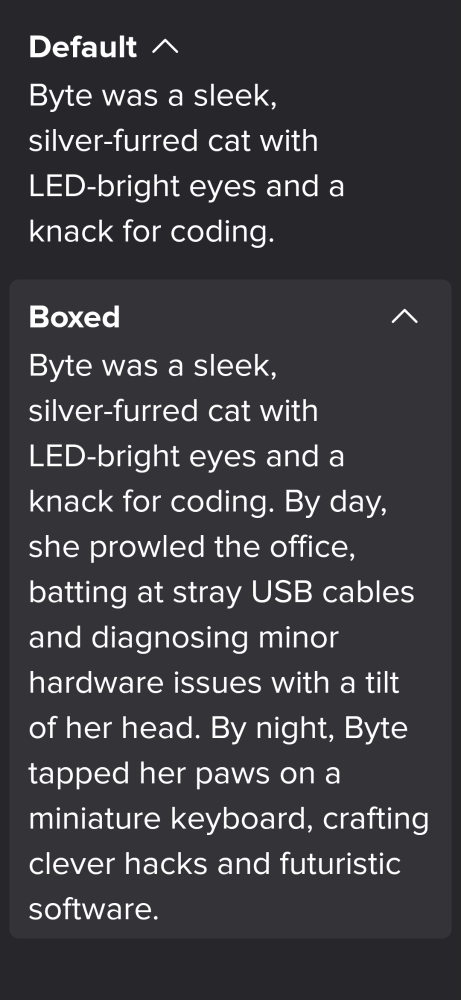 Default
Byte was a sleek,
silver-furred cat with
LED-bright eyes and a
knack for coding.
Boxed
Byte was a sleek,
silver-furred cat with
LED-bright eyes and a
knack for coding. By day,
she prowled the office,
batting at stray USB cables
and diagnosing minor
hardware issues with a tilt
of her head. By night, Byte
tapped her paws on a
miniature keyboard, crafting
clever hacks and futuristic
software.